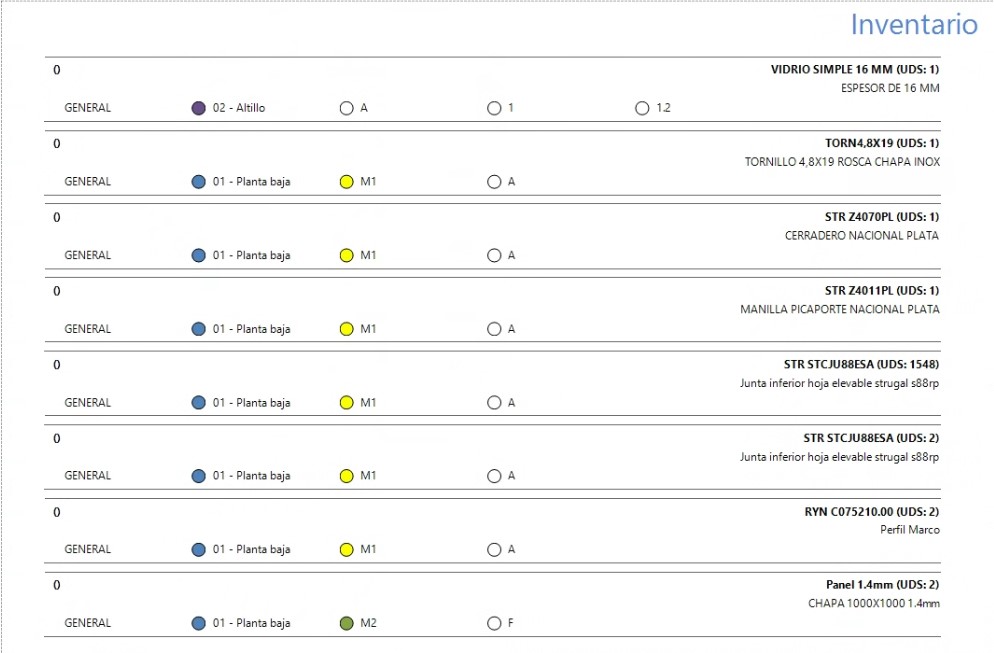 Inventario
0 VIDRIO SIMPLE 16 MM (UDS: 1)
ESPESOR DE 16 MM
GENERAL 02 - Altillo A 1 1.2
0 TORN4,8X19 (UDS: 1)
TORNILLO 4,8X19 ROSCA CHAPA INOX
GENERAL 01 - Planta baja M1 A
0 STR Z4070PL (UDS: 1)
CERRADERO NACIONAL PLATA
GENERAL 01 - Planta baja M1 A
0 STR Z4011PL (UDS: 1)
MANILLA PICAPORTE NACIONAL PLATA
GENERAL 01 - Planta baja M1 A
0 STR STCJU88ESA (UDS: 1548)
Junta inferior hoja elevable strugal s88rp
GENERAL 01 - Planta baja M1 A
0 STR STCJU88ESA (UDS: 2)
Junta inferior hoja elevable strugal s88rp
GENERAL 01 - Planta baja M1 A
0 RYN C075210.00 (UDS: 2)
Perfil Marco
GENERAL 01 - Planta baja M1 A
0 Panel 1.4mm (UDS: 2)
CHAPA 1000X1000 1.4mm
GENERAL 01 - Planta baja M2 F